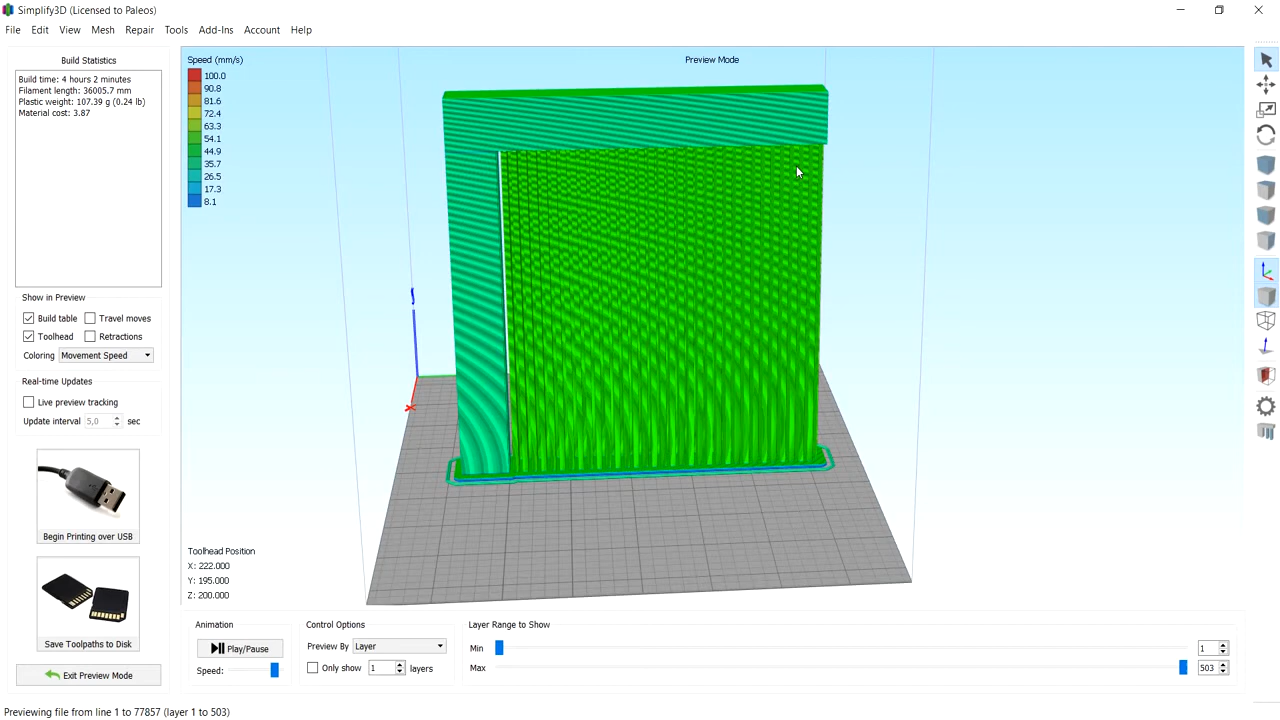 Simplify3D (Licensed to Paleos)
File Edit View Mesh Repair Tools Add-Ins Account Help
Build Statistics
Build time: 4 hours 2 minutes
Filament length: 36005.7 mm
Plastic weight: 107.39 g (0.24 lb)
Material cost: 3.87
Show in Preview
Build table Travel moves
Toolhead Retractions
Coloring Movement Speed
Real-time Updates
Live preview tracking
Update interval 5,0 sec
Begin Printing over USB
Save Toolpaths to Disk
Exit Preview Mode
Speed (mm/s)
100.0
90.8
81.6
72.4
63.3
54.1
44.9
35.7
26.5
17.3
8.1
Preview Mode
Toolhead Position
X: 222.000
Y: 195.000
Z: 200.000
Animation
Play/Pause
Speed:
Control Options
Preview By Layer
Only show 1 layers
Layer Range to Show
Min 1
Max 503
Previewing file from line 1 to 77857 (layer 1 to 503)